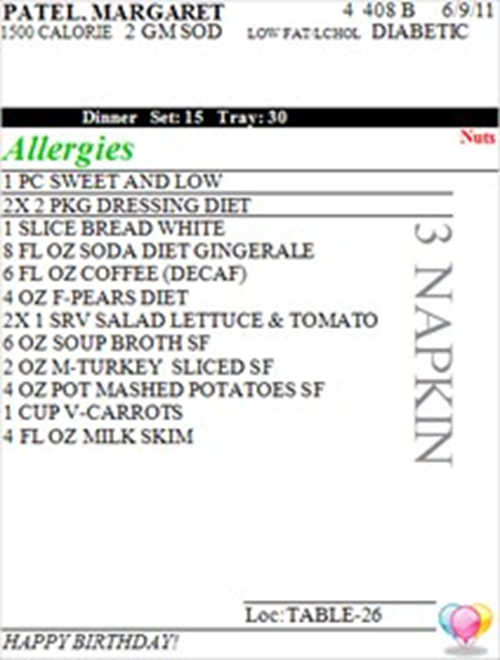 PATEL, MARGARET 4 408 B 6/9/11
1500 CALORIE 2 GM SOD LOW FAT/LCHOL DIABETIC
Dinner Set: 15 Tray: 30
Allergies
Nuts
1 PC SWEET AND LOW
2X 2 PKG DRESSING DIET
1 SLICE BREAD WHITE
8 FL OZ SODA DIET GINGERALE
6 FL OZ COFFEE (DECAF)
4 OZ F-PEARS DIET
2X 1 SRV SALAD LETTUCE & TOMATO
6 OZ SOUP BROTH SF
2 OZ M-TURKEY SLICED SF
4 OZ POT MASHED POTATOES SF
1 CUP V-CARROTS
4 FL OZ MILK SKIM
3 NAPKIN
Loc:TABLE-26
HAPPY BIRTHDAY!